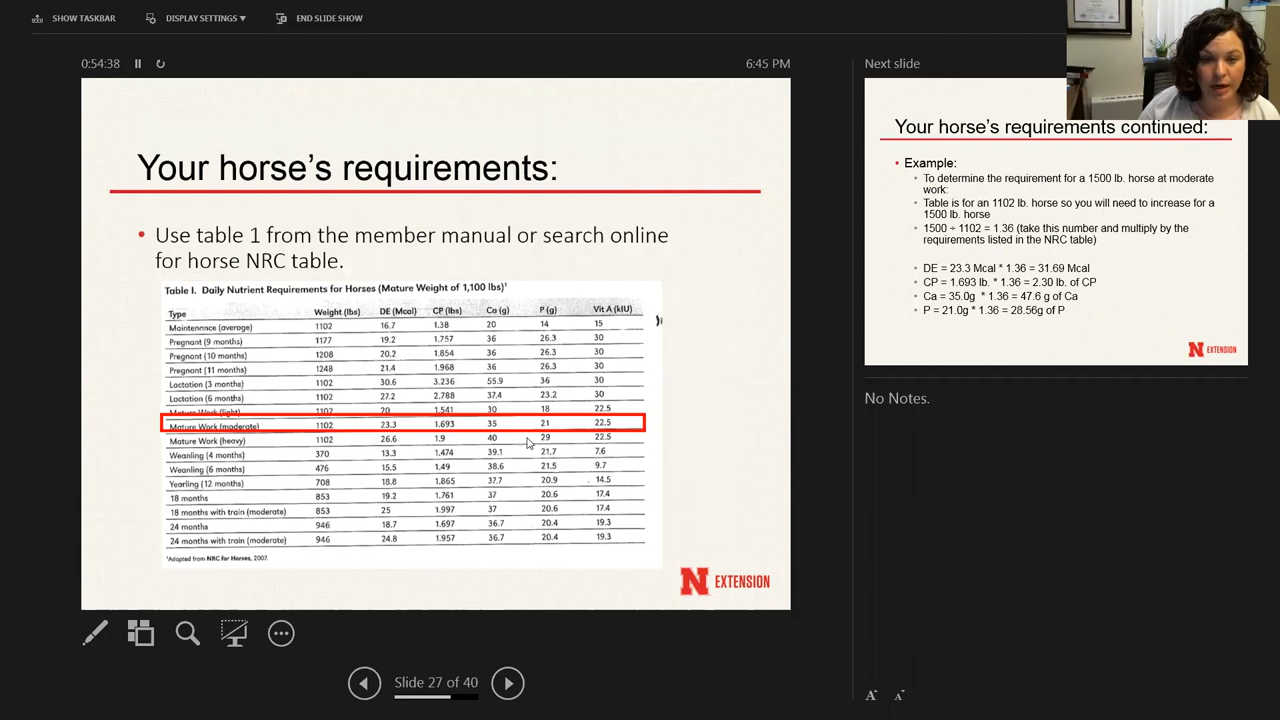 SHOW TASKBAR DISPLAY SETTINGS ▼ END SLIDE SHOW
0:54:38 6:45 PM
Your horse's requirements:
• Use table 1 from the member manual or search online
for horse NRC table.
Table I. Daily Nutrient Requirements for Horses (Mature Weight of 1,100 lbs)¹
Type Weight (lbs) DE (Mcal) CP (lbs) Ca (g) P (g) Vit A (kIU)
Maintennnce (average) 1102 16.7 1.38 20 14 15
Pregnant (9 months) 1177 19.2 1.757 36 26.3 30
Pregnant (10 months) 1208 20.2 1.854 36 26.3 30
Pregnant (11 months) 1248 21.4 1.968 36 26.3 30
Lactation (3 months) 1102 30.6 3.236 55.9 36 30
Lactation (6 months) 1102 27.2 2.788 37.4 23.2 30
Mature Work (light) 1102 20 1.541 30 18 22.5
Mature Work (moderate) 1102 23.3 1.693 35 21 22.5
Mature Work (heavy) 1102 26.6 1.9 40 29 22.5
Weanling (4 months) 370 13.3 1.474 39.1 21.7 7.6
Weanling (6 months) 476 15.5 1.49 38.6 21.5 9.7
Yearling (12 months) 708 18.8 1.865 37.7 20.9 14.5
18 months 853 19.2 1.761 37 20.6 17.4
18 months with train (moderate) 853 25 1.997 37 20.6 17.4
24 months 946 18.7 1.697 36.7 20.4 19.3
24 months with train (moderate) 946 24.8 1.957 36.7 20.4 19.3
¹Adapted from NRC for Horses, 2007.
N EXTENSION
Slide 27 of 40
Next slide
Your horse's requirements continued:
• Example:
• To determine the requirement for a 1500 lb. horse at moderate
work:
• Table is for an 1102 lb. horse so you will need to increase for a
1500 lb. horse
• 1500 ÷ 1102 = 1.36 (take this number and multiply by the
requirements listed in the NRC table)
• DE = 23.3 Mcal * 1.36 = 31.69 Mcal
• CP = 1.693 lb. * 1.36 = 2.30 lb. of CP
• Ca = 35.0g * 1.36 = 47.6 g of Ca
• P = 21.0g * 1.36 = 28.56g of P
N EXTENSION
No Notes.
A A